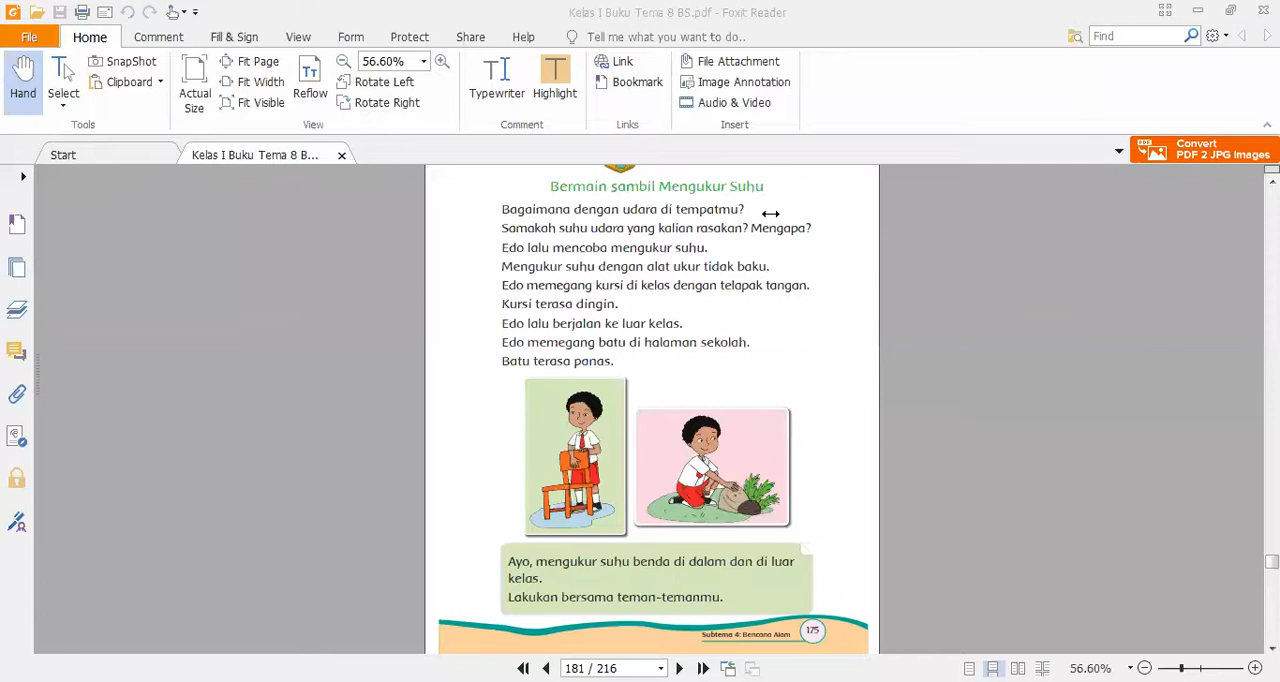 Kelas I Buku Tema 8 BS.pdf - Foxit Reader
File Home Comment Fill & Sign View Form Protect Share Help Tell me what you want to do.. Find
Hand
Select
SnapShot
Clipboard
Tools
Actual Size
Fit Page
Fit Width
Fit Visible
Reflow
56.60%
Rotate Left
Rotate Right
View
Typewriter
Highlight
Comment
Link
Bookmark
Links
File Attachment
Image Annotation
Audio & Video
Insert
Start
Kelas I Buku Tema 8 B...
Convert
PDF 2 JPG Images
Bermain sambil Mengukur Suhu
Bagaimana dengan udara di tempatmu?
Samakah suhu udara yang kalian rasakan? Mengapa?
Edo lalu mencoba mengukur suhu.
Mengukur suhu dengan alat ukur tidak baku.
Edo memegang kursi di kelas dengan telapak tangan.
Kursi terasa dingin.
Edo lalu berjalan ke luar kelas.
Edo memegang batu di halaman sekolah.
Batu terasa panas.
Ayo, mengukur suhu benda di dalam dan di luar
kelas.
Lakukan bersama teman-temanmu.
Subtema 4: Bencana Alam 175
181 / 216
56.60%